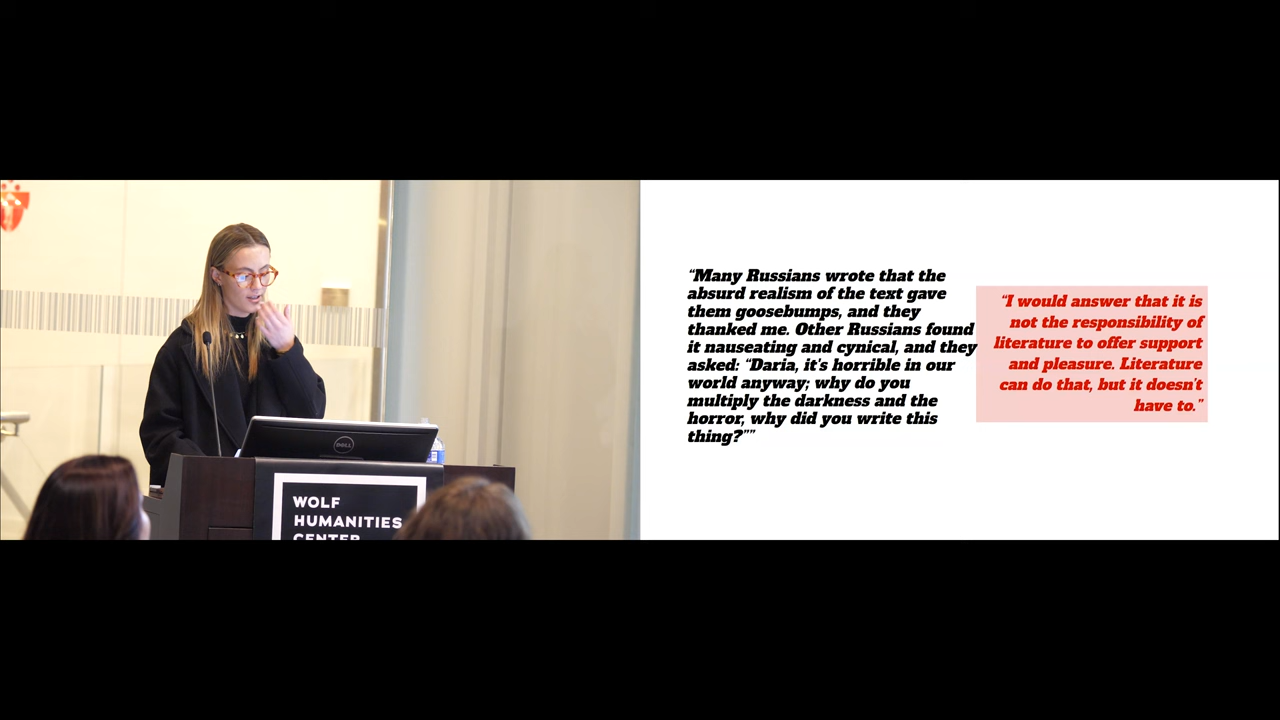 DELL
WOLF
HUMANITIES
CENTER
“Many Russians wrote that the
absurd realism of the text gave
them goosebumps, and they
thanked me. Other Russians found
it nauseating and cynical, and they
asked: “Daria, it's horrible in our
world anyway; why do you
multiply the darkness and the
horror, why did you write this
thing?””
“I would answer that it is
not the responsibility of
literature to offer support
and pleasure. Literature
can do that, but it doesn't
have to.”